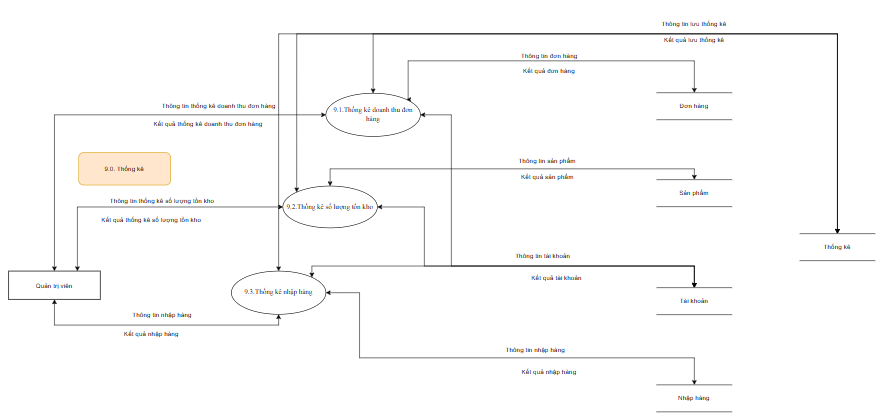 Thông tin lưu thống kê
Kết quả lưu thống kê
Thông tin đơn hàng
Kết quả đơn hàng
Thông tin thống kê doanh thu đơn hàng
Kết quả thống kê doanh thu đơn hàng
9.1.Thống kê doanh thu đơn
hàng
Đơn hàng
9.0. Thống kê
Thông tin sản phẩm
Kết quả sản phẩm
Sản phẩm
Thông tin thống kê số lượng tồn kho
Kết quả thống kê số lượng tồn kho
9.2.Thống kê số lượng tồn kho
Thống kê
Thông tin tài khoản
Kết quả tài khoản
Quản trị viên
9.3.Thống kê nhập hàng
Tài khoản
Thông tin nhập hàng
Kết quả nhập hàng
Thông tin nhập hàng
Kết quả nhập hàng
Nhập hàng